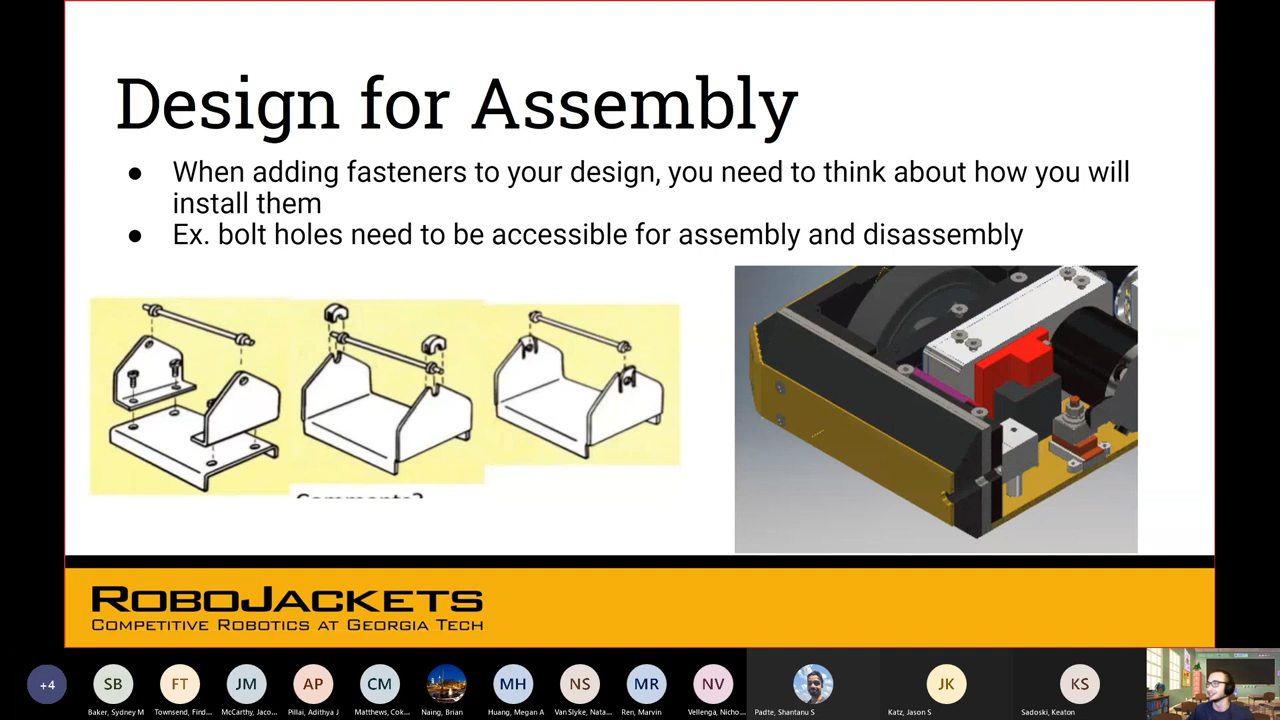 Design for Assembly
● When adding fasteners to your design, you need to think about how you will
install them
● Ex. bolt holes need to be accessible for assembly and disassembly
Comments?
ROBOJACKETS
COMPETITIVE ROBOTICS AT GEORGIA TECH
+4 SB FT JM AP CM MH NS MR NV JK KS
Baker, Sydney M Townsend, Find... McCarthy, Jaco... Pillai, Adithya J Matthews, Cok... Naing, Brian Huang, Megan A Van Slyke, Nata... Ren, Marvin Vellenga, Nicho... Padte, Shantanu S Katz, Jason S Sadoski, Keaton